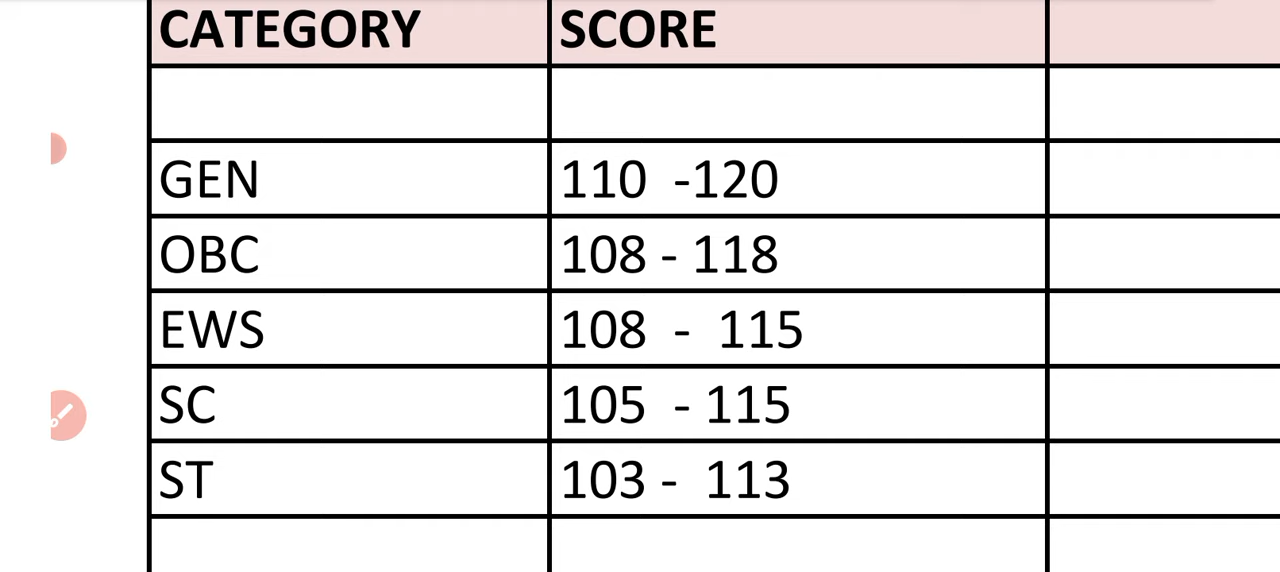 CATEGORY SCORE
GEN 110 -120
OBC 108 - 118
EWS 108 - 115
SC 105 - 115
ST 103 - 113